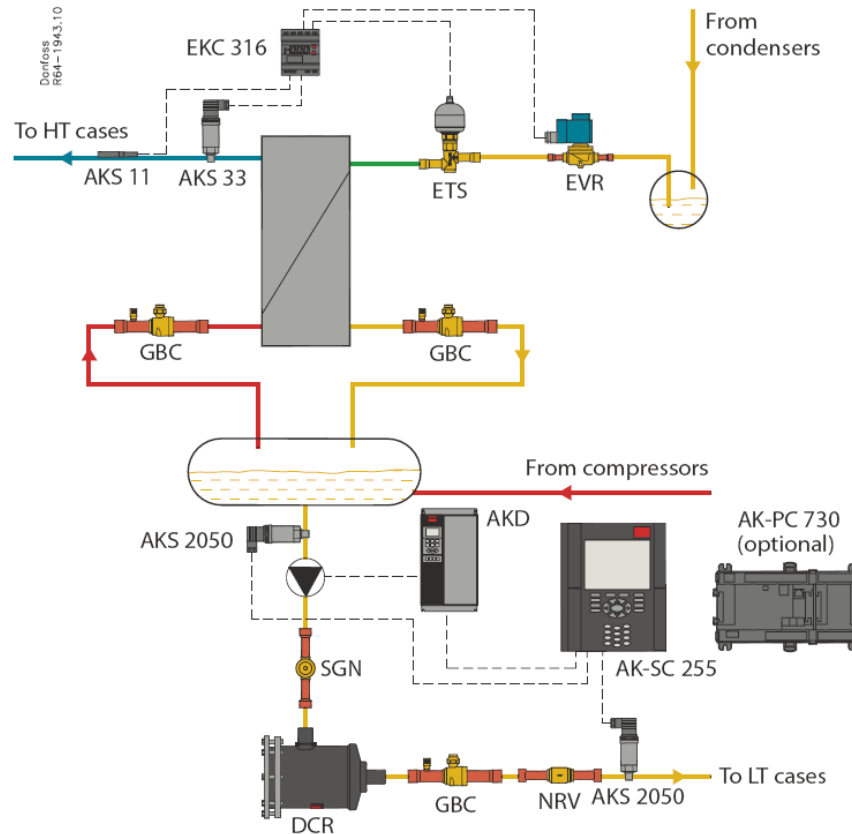 Danfoss
R64-1943.10
EKC 316
From
condensers
To HT cases
AKS 11
AKS 33
ETS
EVR
GBC
GBC
From compressors
AKS 2050
AKD
AK-PC 730
(optional)
SGN
AK-SC 255
DCR
GBC
NRV
AKS 2050
To LT cases